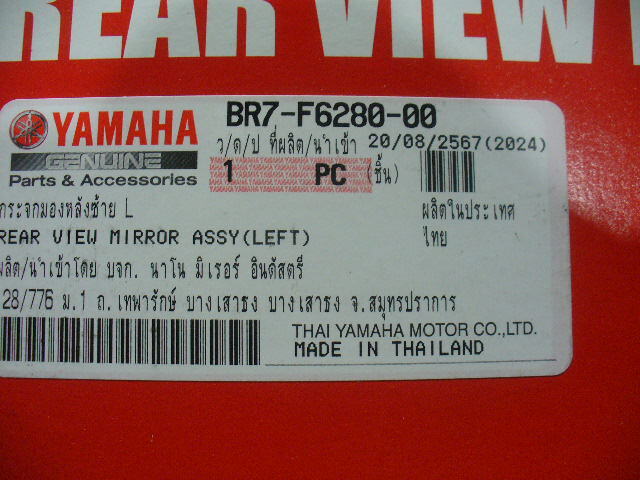 REAR VIEW
YAMAHA
GENUINE
Parts & Accessories
BR7-F6280-00
ว/ด/ป ที่ผลิต/นำเข้า 20/08/2567(2024)
1 PC (ชิ้น)
กระจกมองหลังซ้าย L
REAR VIEW MIRROR ASSY(LEFT)
ผลิตในประเทศ
ไทย
ผลิต/นำเข้าโดย บจก. นาโน มิเรอร์ อินดัสตรี
28/776 ม.1 ถ.เทพารักษ์ บางเสาธง บางเสาธง จ.สมุทรปราการ
THAI YAMAHA MOTOR CO.,LTD.
MADE IN THAILAND